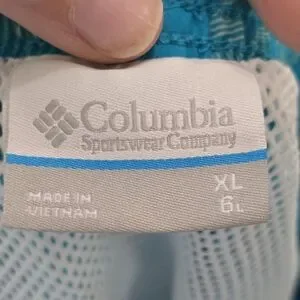 Columbia
Sportswear Company
XL
MADE IN
6L
VIETNAM